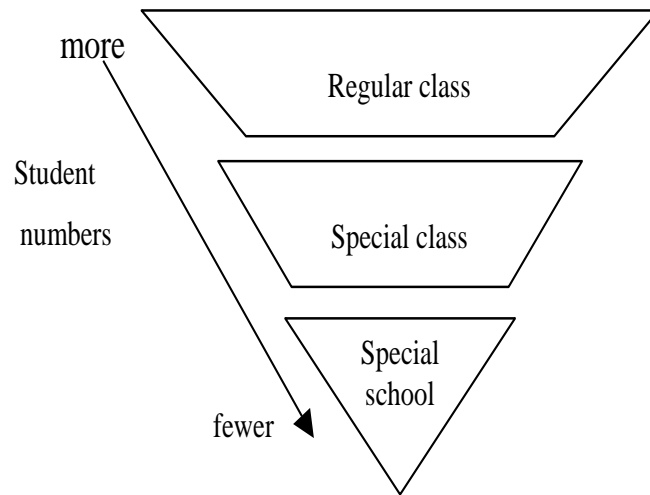 more
Regular class
Student
numbers
Special class
Special
school
fewer